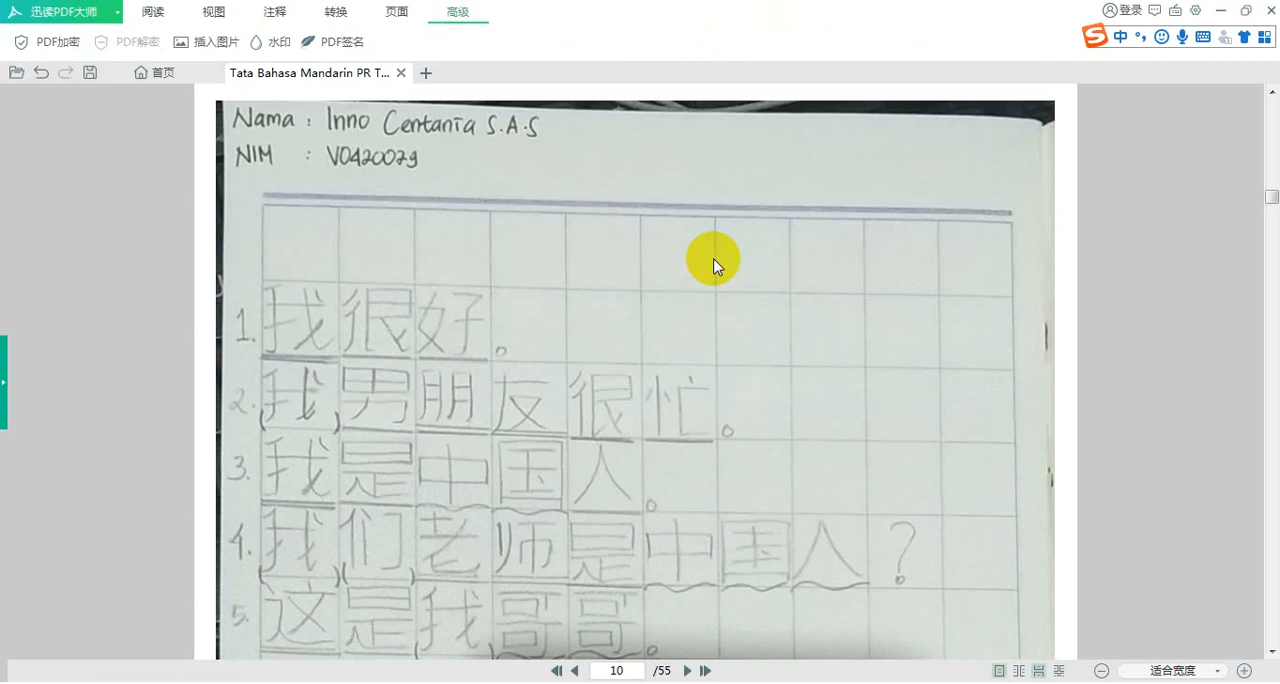 迅读PDF大师 阅读 视图 注释 转换 页面 高级 登录
PDF加密 PDF解密 插入图片 水印 PDF签名 中
首页 Tata Bahasa Mandarin PR T...
Nama : Inno Centania S.A.S
NIM : V0420029
1. 我很好。
2. (我)男朋友很忙。
3. 我是中国人。
4. (我)(们)老师是中国人?
5. 这是我哥哥。
10 /55 适合宽度